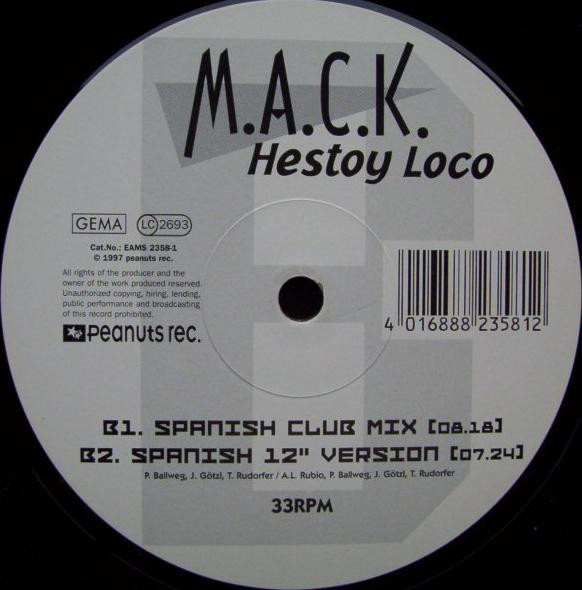 M.A.C.K.
Hestoy Loco
GEMA LC 2693
Cat.No.: EAMS 2358-1
© 1997 peanuts rec.
All rights of the producer and the
owner of the work produced reserved.
Unauthorized copying, hiring, lending,
public performance and broadcasting
of this record prohibited.
peanuts rec.
4 016888 235812
B1. SPANISH CLUB MIX [08.18]
B2. SPANISH 12" VERSION [07.24]
P. Ballweg, J. Götzl, T. Rudorfer / A.L. Rubio, P. Ballweg, J. Götzl, T. Rudorfer
33RPM